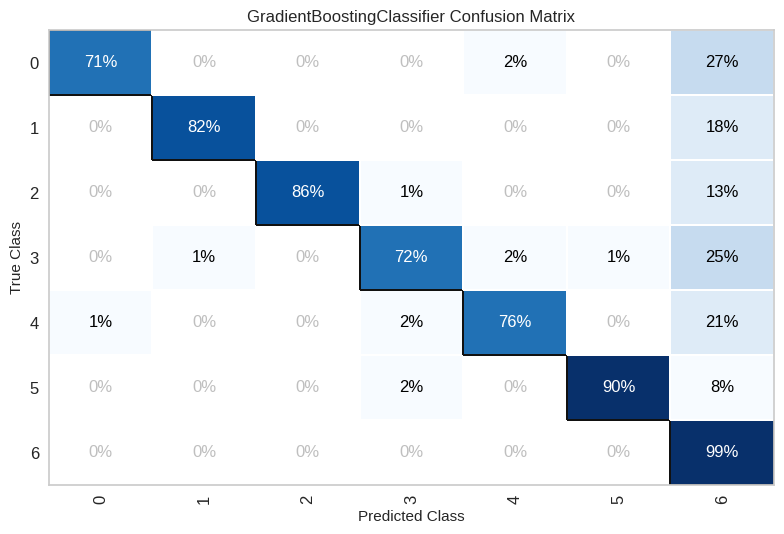 GradientBoostingClassifier Confusion Matrix
True Class
0 71% 0% 0% 0% 2% 0% 27%
1 0% 82% 0% 0% 0% 0% 18%
2 0% 0% 86% 1% 0% 0% 13%
3 0% 1% 0% 72% 2% 1% 25%
4 1% 0% 0% 2% 76% 0% 21%
5 0% 0% 0% 2% 0% 90% 8%
6 0% 0% 0% 0% 0% 0% 99%
0 1 2 3 4 5 6
Predicted Class